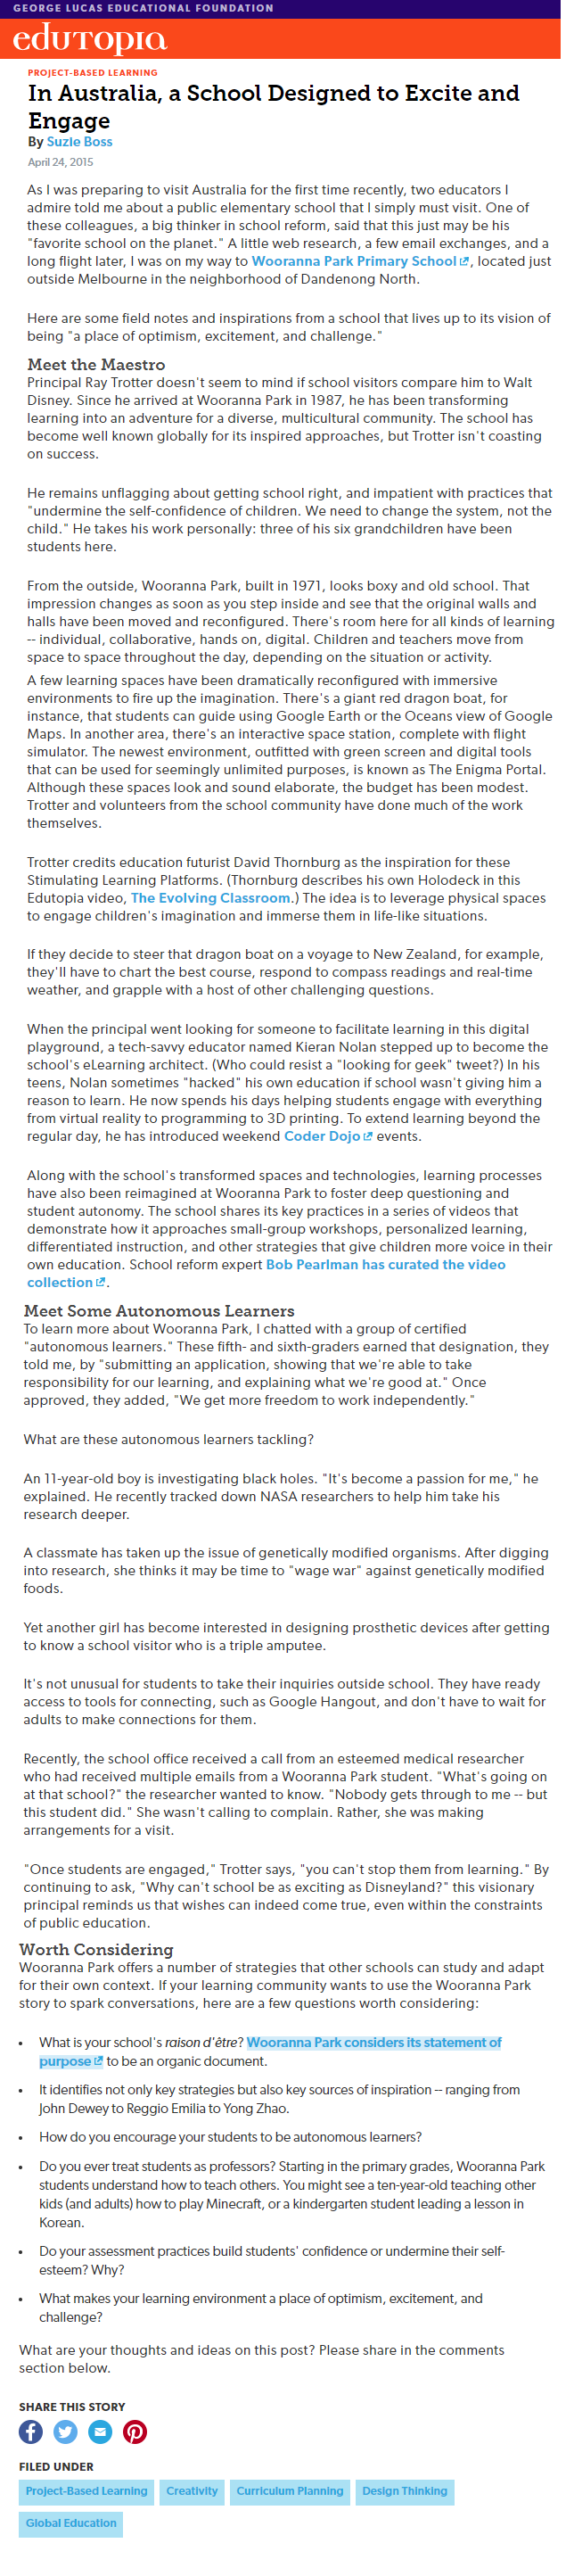 GEORGE LUCAS EDUCATIONAL FOUNDATION
edutopia
PROJECT-BASED LEARNING
In Australia, a School Designed to Excite and
Engage
By Suzie Boss
April 24, 2015
As I was preparing to visit Australia for the first time recently, two educators I
admire told me about a public elementary school that I simply must visit. One of
these colleagues, a big thinker in school reform, said that this just may be his
"favorite school on the planet." A little web research, a few email exchanges, and a
long flight later, I was on my way to Wooranna Park Primary School, located just
outside Melbourne in the neighborhood of Dandenong North.
Here are some field notes and inspirations from a school that lives up to its vision of
being "a place of optimism, excitement, and challenge."
Meet the Maestro
Principal Ray Trotter doesn't seem to mind if school visitors compare him to Walt
Disney. Since he arrived at Wooranna Park in 1987, he has been transforming
learning into an adventure for a diverse, multicultural community. The school has
become well known globally for its inspired approaches, but Trotter isn't coasting
on success.
He remains unflagging about getting school right, and impatient with practices that
"undermine the self-confidence of children. We need to change the system, not the
child." He takes his work personally: three of his six grandchildren have been
students here.
From the outside, Wooranna Park, built in 1971, looks boxy and old school. That
impression changes as soon as you step inside and see that the original walls and
halls have been moved and reconfigured. There's room here for all kinds of learning
-- individual, collaborative, hands on, digital. Children and teachers move from
space to space throughout the day, depending on the situation or activity.
A few learning spaces have been dramatically reconfigured with immersive
environments to fire up the imagination. There's a giant red dragon boat, for
instance, that students can guide using Google Earth or the Oceans view of Google
Maps. In another area, there's an interactive space station, complete with flight
simulator. The newest environment, outfitted with green screen and digital tools
that can be used for seemingly unlimited purposes, is known as The Enigma Portal.
Although these spaces look and sound elaborate, the budget has been modest.
Trotter and volunteers from the school community have done much of the work
themselves.
Trotter credits education futurist David Thornburg as the inspiration for these
Stimulating Learning Platforms. (Thornburg describes his own Holodeck in this
Edutopia video, The Evolving Classroom.) The idea is to leverage physical spaces
to engage children's imagination and immerse them in life-like situations.
If they decide to steer that dragon boat on a voyage to New Zealand, for example,
they'll have to chart the best course, respond to compass readings and real-time
weather, and grapple with a host of other challenging questions.
When the principal went looking for someone to facilitate learning in this digital
playground, a tech-savvy educator named Kieran Nolan stepped up to become the
school's eLearning architect. (Who could resist a "looking for geek" tweet?) In his
teens, Nolan sometimes "hacked" his own education if school wasn't giving him a
reason to learn. He now spends his days helping students engage with everything
from virtual reality to programming to 3D printing. To extend learning beyond the
regular day, he has introduced weekend Coder Dojo events.
Along with the school's transformed spaces and technologies, learning processes
have also been reimagined at Wooranna Park to foster deep questioning and
student autonomy. The school shares its key practices in a series of videos that
demonstrate how it approaches small-group workshops, personalized learning,
differentiated instruction, and other strategies that give children more voice in their
own education. School reform expert Bob Pearlman has curated the video
collection.
Meet Some Autonomous Learners
To learn more about Wooranna Park, I chatted with a group of certified
"autonomous learners." These fifth- and sixth-graders earned that designation, they
told me, by "submitting an application, showing that we're able to take
responsibility for our learning, and explaining what we're good at." Once
approved, they added, "We get more freedom to work independently."
What are these autonomous learners tackling?
An 11-year-old boy is investigating black holes. "It's become a passion for me," he
explained. He recently tracked down NASA researchers to help him take his
research deeper.
A classmate has taken up the issue of genetically modified organisms. After digging
into research, she thinks it may be time to "wage war" against genetically modified
foods.
Yet another girl has become interested in designing prosthetic devices after getting
to know a school visitor who is a triple amputee.
It's not unusual for students to take their inquiries outside school. They have ready
access to tools for connecting, such as Google Hangout, and don't have to wait for
adults to make connections for them.
Recently, the school office received a call from an esteemed medical researcher
who had received multiple emails from a Wooranna Park student. "What's going on
at that school?" the researcher wanted to know. "Nobody gets through to me -- but
this student did." She wasn't calling to complain. Rather, she was making
arrangements for a visit.
"Once students are engaged," Trotter says, "you can't stop them from learning." By
continuing to ask, "Why can't school be as exciting as Disneyland?" this visionary
principal reminds us that wishes can indeed come true, even within the constraints
of public education.
Worth Considering
Wooranna Park offers a number of strategies that other schools can study and adapt
for their own context. If your learning community wants to use the Wooranna Park
story to spark conversations, here are a few questions worth considering:
• What is your school's raison d'être? Wooranna Park considers its statement of
purpose to be an organic document.
• It identifies not only key strategies but also key sources of inspiration -- ranging from
John Dewey to Reggio Emilia to Yong Zhao.
• How do you encourage your students to be autonomous learners?
• Do you ever treat students as professors? Starting in the primary grades, Wooranna Park
students understand how to teach others. You might see a ten-year-old teaching other
kids (and adults) how to play Minecraft, or a kindergarten student leading a lesson in
Korean.
• Do your assessment practices build students' confidence or undermine their self-
esteem? Why?
• What makes your learning environment a place of optimism, excitement, and
challenge?
What are your thoughts and ideas on this post? Please share in the comments
section below.
SHARE THIS STORY
FILED UNDER
Project-Based Learning Creativity Curriculum Planning Design Thinking
Global Education